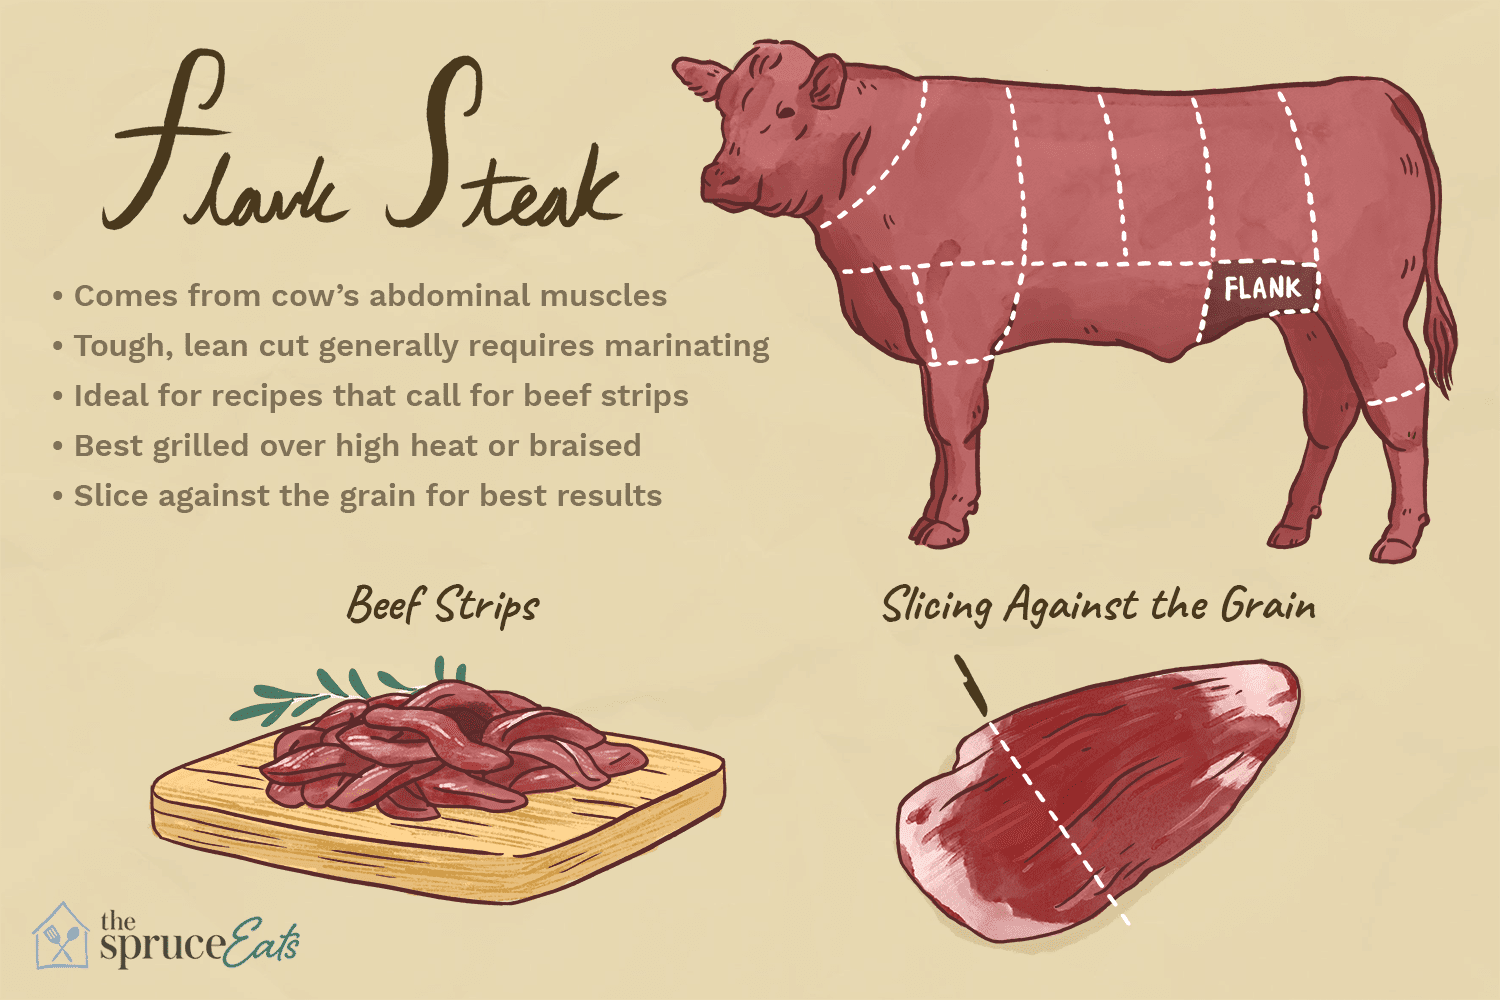 Flank Steak
• Comes from cow’s abdominal muscles
• Tough, lean cut generally requires marinating
• Ideal for recipes that call for beef strips
• Best grilled over high heat or braised
• Slice against the grain for best results
FLANK
Beef Strips
Slicing Against the Grain
the
spruceEats